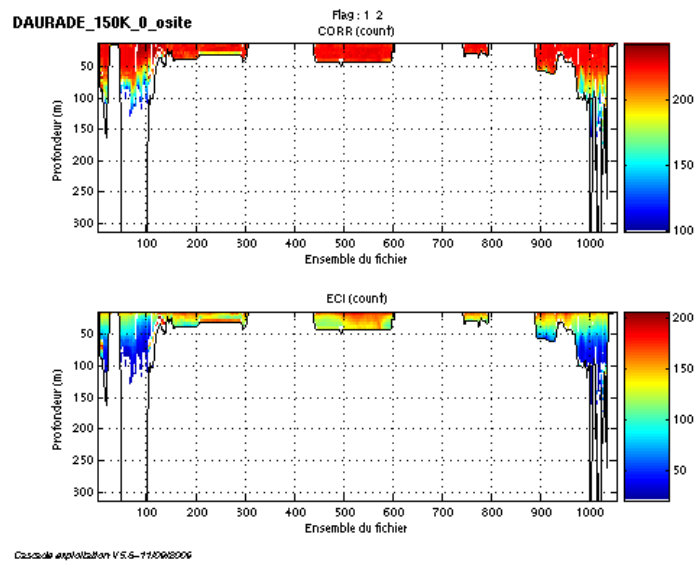 DAURADE_150K_0_osite
Flag : 1 2
CORR (count)
50
100
150
200
250
300
Profondeur (m)
100 200 300 400 500 600 700 800 900 1000
Ensemble du fichier
200
150
100
ECI (count)
50
100
150
200
250
300
Profondeur (m)
100 200 300 400 500 600 700 800 900 1000
Ensemble du fichier
200
150
100
50
Cascade exploitation V5.6-11/09/2009